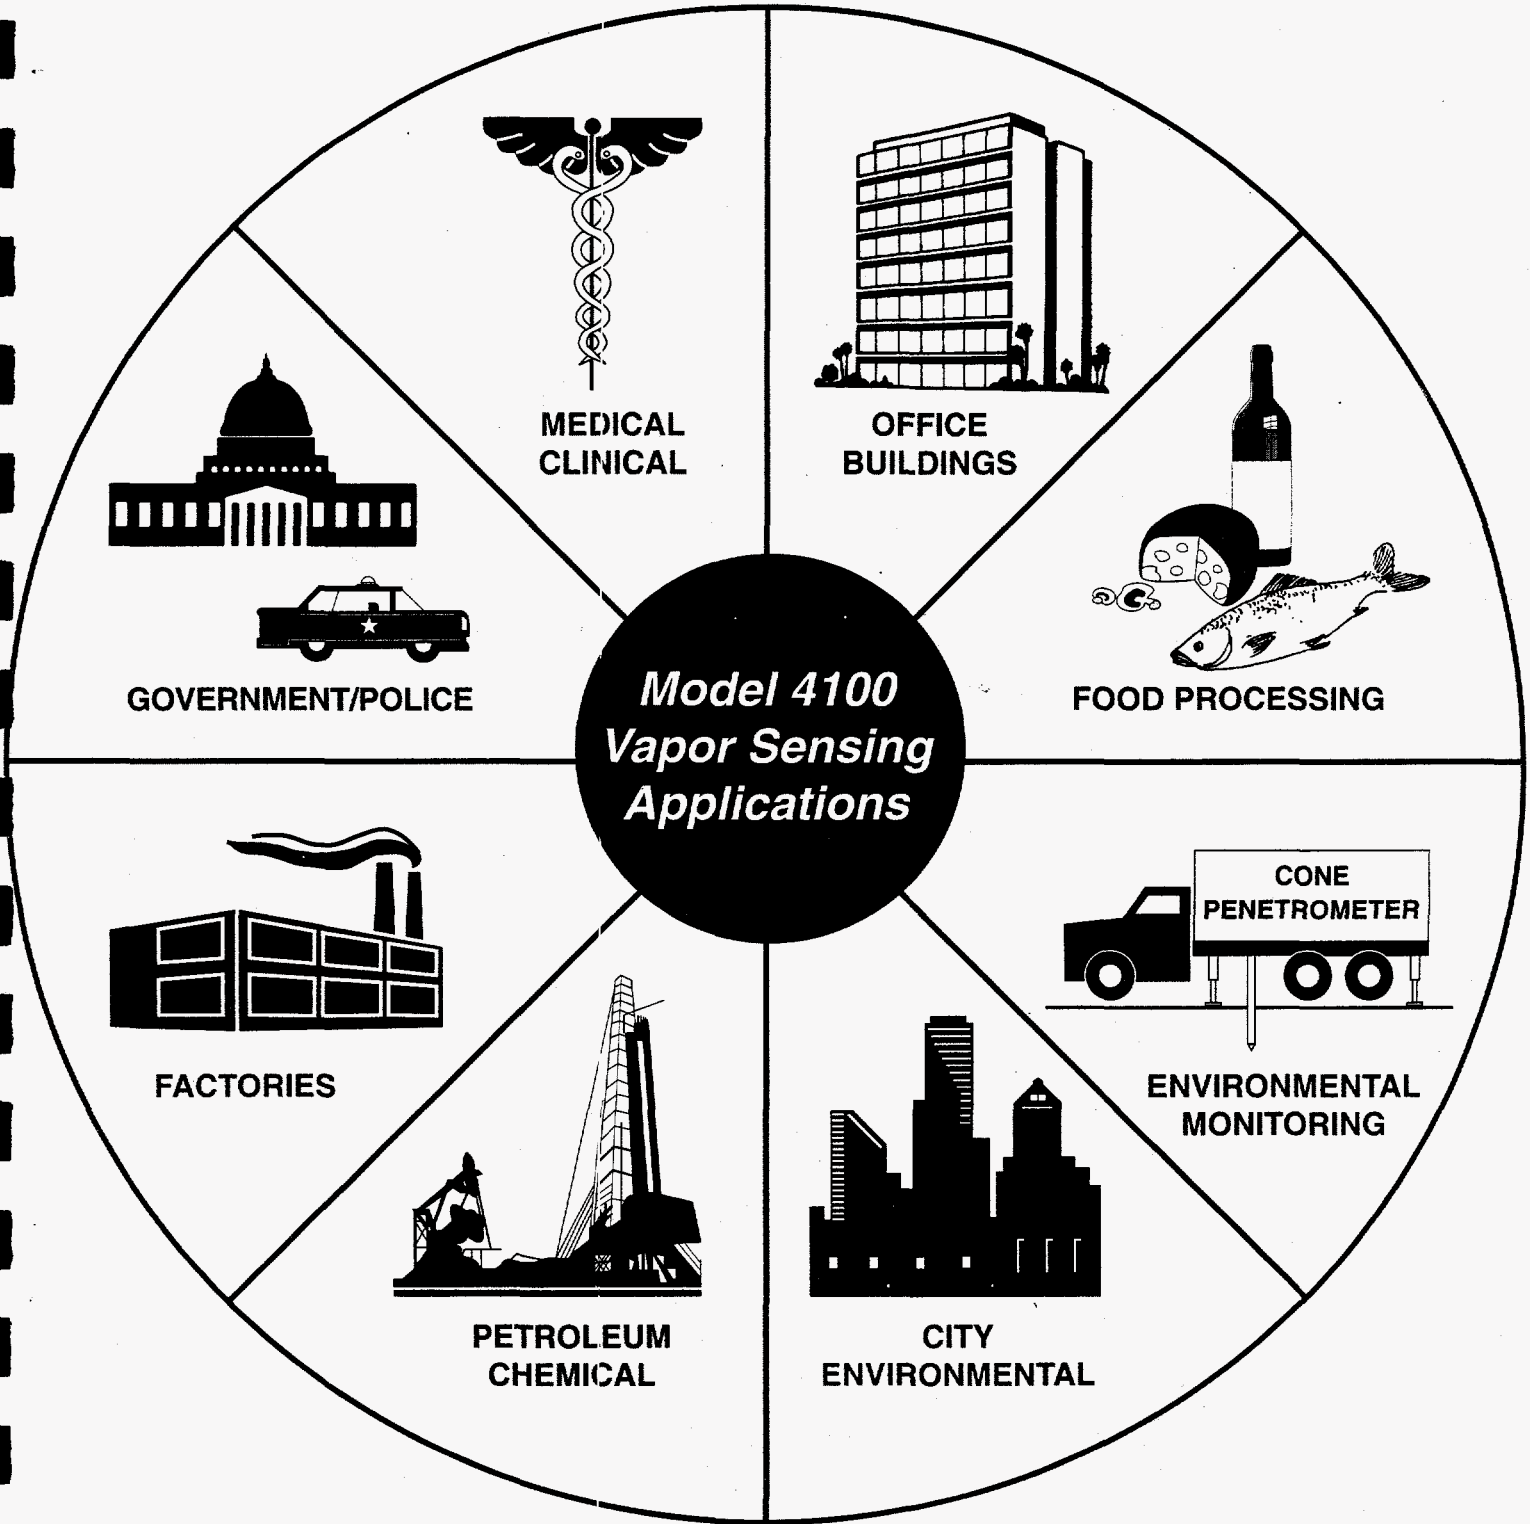 MEDICAL
CLINICAL
OFFICE
BUILDINGS
GOVERNMENT/POLICE
FOOD PROCESSING
Model 4100
Vapor Sensing
Applications
FACTORIES
CONE
PENETROMETER
ENVIRONMENTAL
MONITORING
PETROLEUM
CHEMICAL
CITY
ENVIRONMENTAL